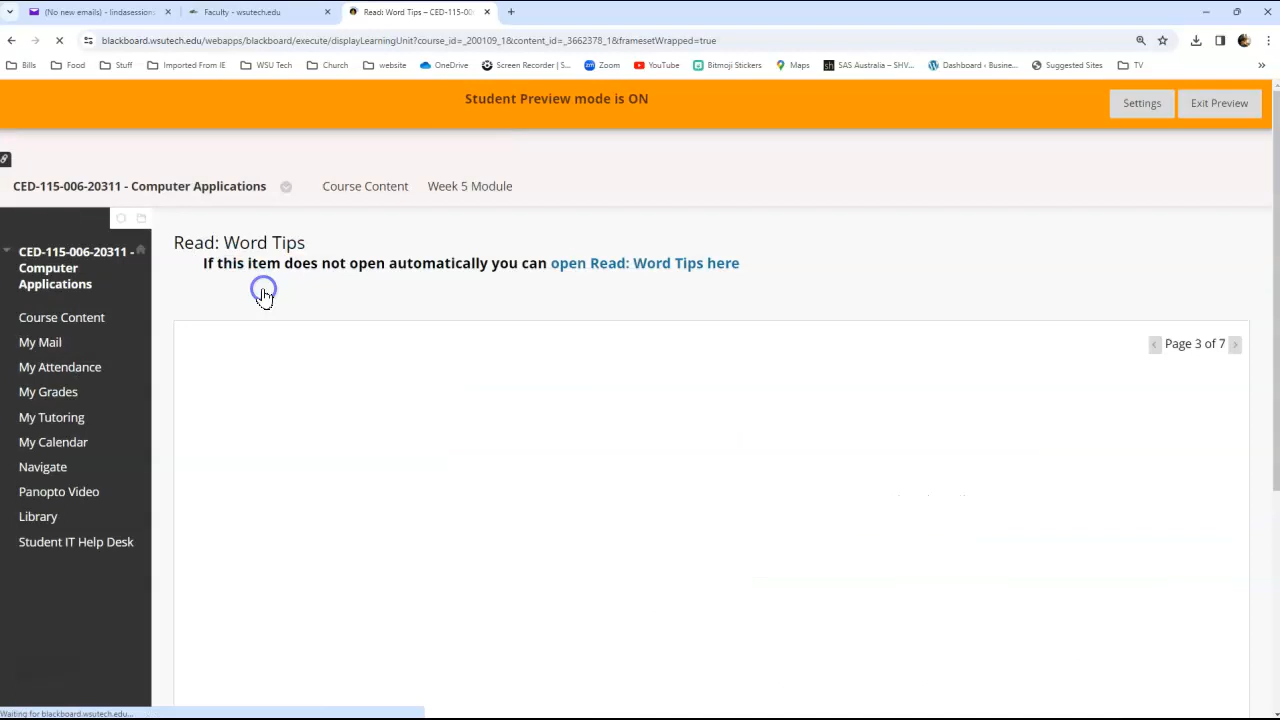 (No new emails) - lindasession
Faculty - wsutech.edu
Read: Word Tips – CED-115-00
blackboard.wsutech.edu/webapps/blackboard/execute/displayLearningUnit?course_id=_200109_1&content_id=_3662378_1&framesetWrapped=true
Bills
Food
Stuff
Imported From IE
WSU Tech
Church
website
OneDrive
Screen Recorder | S...
Zoom
YouTube
Bitmoji Stickers
Maps
SAS Australia – SHV...
Dashboard ‹ Busine...
Suggested Sites
TV
»
Student Preview mode is ON
Settings
Exit Preview
CED-115-006-20311 - Computer Applications
Course Content
Week 5 Module
CED-115-006-20311 -
Computer
Applications
Course Content
My Mail
My Attendance
My Grades
My Tutoring
My Calendar
Navigate
Panopto Video
Library
Student IT Help Desk
Read: Word Tips
If this item does not open automatically you can open Read: Word Tips here
Page 3 of 7
Waiting for blackboard.wsutech.edu...